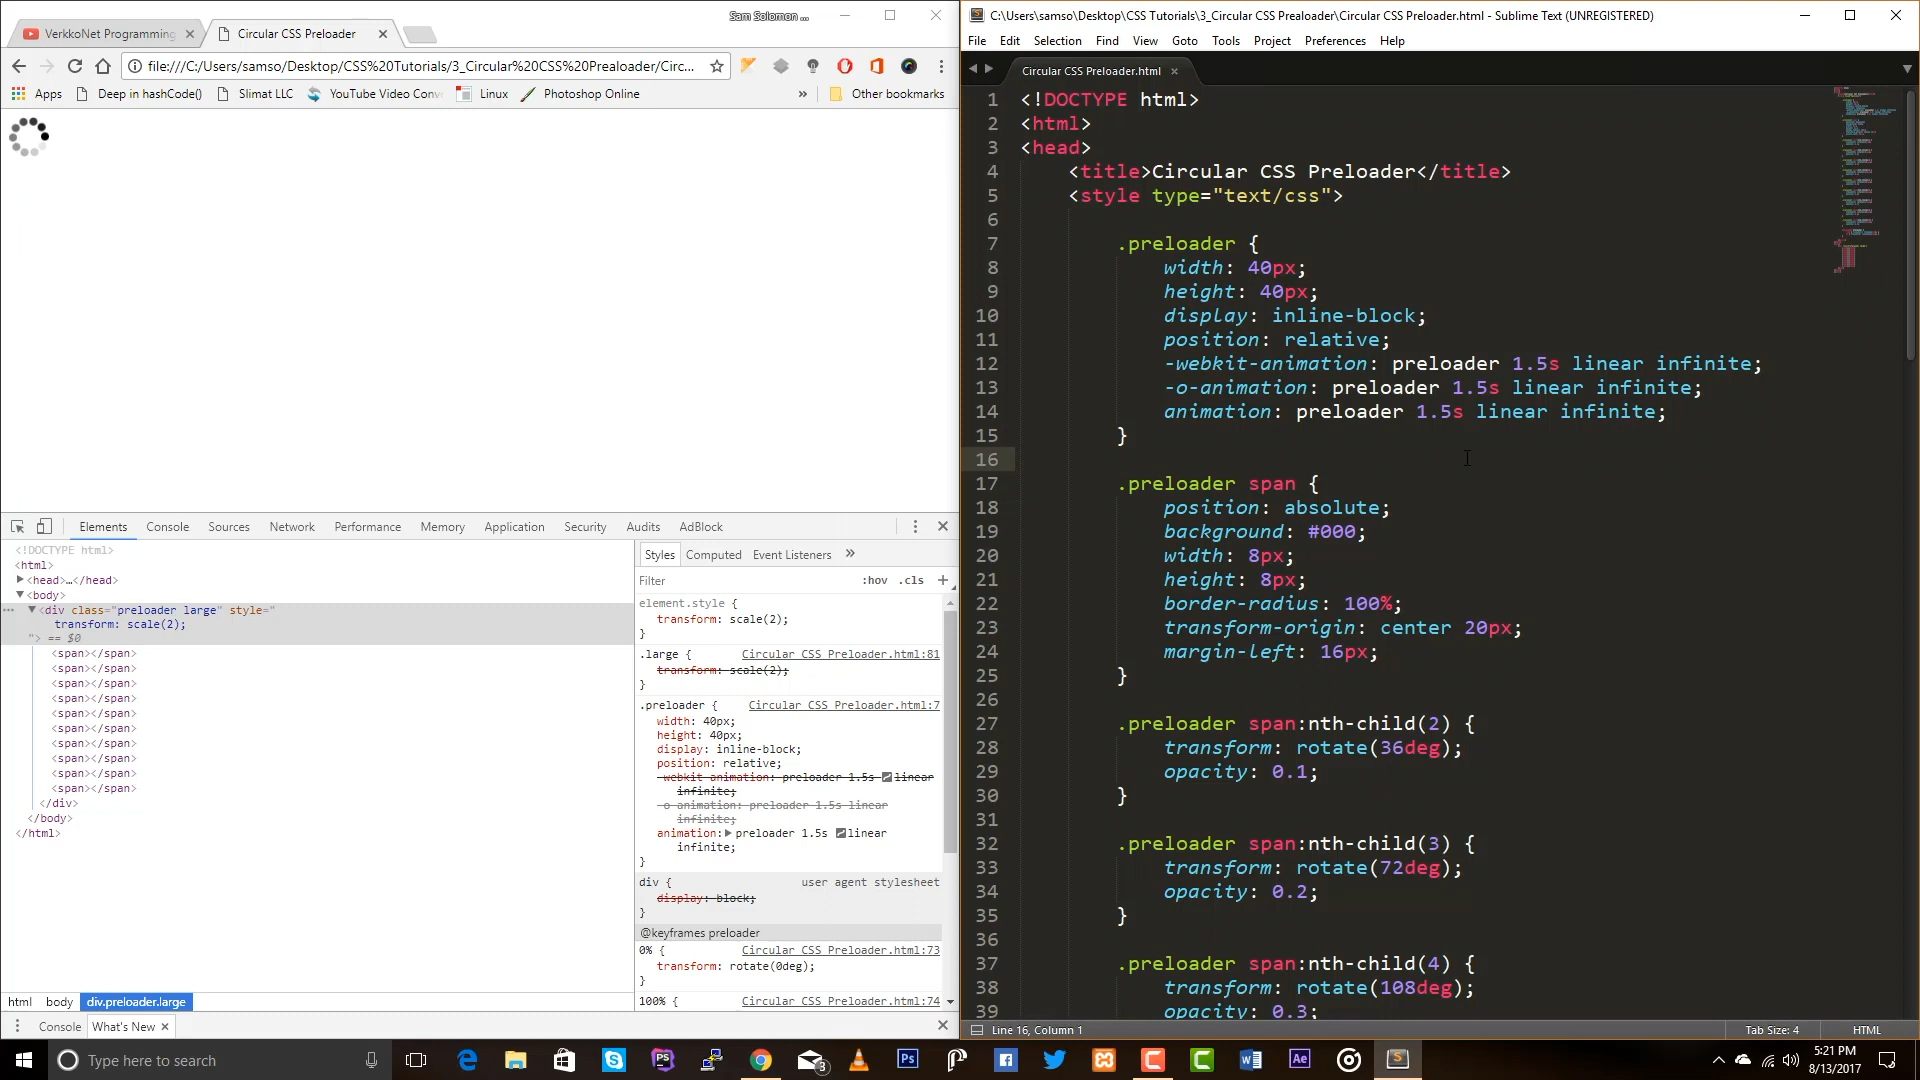 Sam Solomon ...
VerkkoNet Programming
Circular CSS Preloader
file:///C:/Users/samso/Desktop/CSS%20Tutorials/3_Circular%20CSS%20Prealoader/Circ...
Apps
Deep in hashCode()
Slimat LLC
YouTube Video Conv
Linux
Photoshop Online
»
Other bookmarks
Elements
Console
Sources
Network
Performance
Memory
Application
Security
Audits
AdBlock
<!DOCTYPE html>
<html>
<head>…</head>
<body>
<div class="preloader large" style="
transform: scale(2);
"> == $0
<span></span>
<span></span>
<span></span>
<span></span>
<span></span>
<span></span>
<span></span>
<span></span>
<span></span>
<span></span>
</div>
</body>
</html>
html body div.preloader.large
Styles Computed Event Listeners »
Filter :hov .cls +
element.style {
transform: scale(2);
}
.large { Circular CSS Preloader.html:81
transform: scale(2);
}
.preloader { Circular CSS Preloader.html:7
width: 40px;
height: 40px;
display: inline-block;
position: relative;
-webkit-animation: preloader 1.5s linear
infinite;
-o-animation: preloader 1.5s linear
infinite;
animation: preloader 1.5s linear
infinite;
}
div { user agent stylesheet
display: block;
}
@keyframes preloader
0% { Circular CSS Preloader.html:73
transform: rotate(0deg);
}
100% { Circular CSS Preloader.html:74
Console What's New
C:\Users\samso\Desktop\CSS Tutorials\3_Circular CSS Prealoader\Circular CSS Preloader.html - Sublime Text (UNREGISTERED)
File Edit Selection Find View Goto Tools Project Preferences Help
Circular CSS Preloader.html
1 <!DOCTYPE html>
2 <html>
3 <head>
4 <title>Circular CSS Preloader</title>
5 <style type="text/css">
6
7 .preloader {
8 width: 40px;
9 height: 40px;
10 display: inline-block;
11 position: relative;
12 -webkit-animation: preloader 1.5s linear infinite;
13 -o-animation: preloader 1.5s linear infinite;
14 animation: preloader 1.5s linear infinite;
15 }
16
17 .preloader span {
18 position: absolute;
19 background: #000;
20 width: 8px;
21 height: 8px;
22 border-radius: 100%;
23 transform-origin: center 20px;
24 margin-left: 16px;
25 }
26
27 .preloader span:nth-child(2) {
28 transform: rotate(36deg);
29 opacity: 0.1;
30 }
31
32 .preloader span:nth-child(3) {
33 transform: rotate(72deg);
34 opacity: 0.2;
35 }
36
37 .preloader span:nth-child(4) {
38 transform: rotate(108deg);
39 opacity: 0.3;
Line 16, Column 1
Tab Size: 4
HTML
Type here to search
5:21 PM
8/13/2017